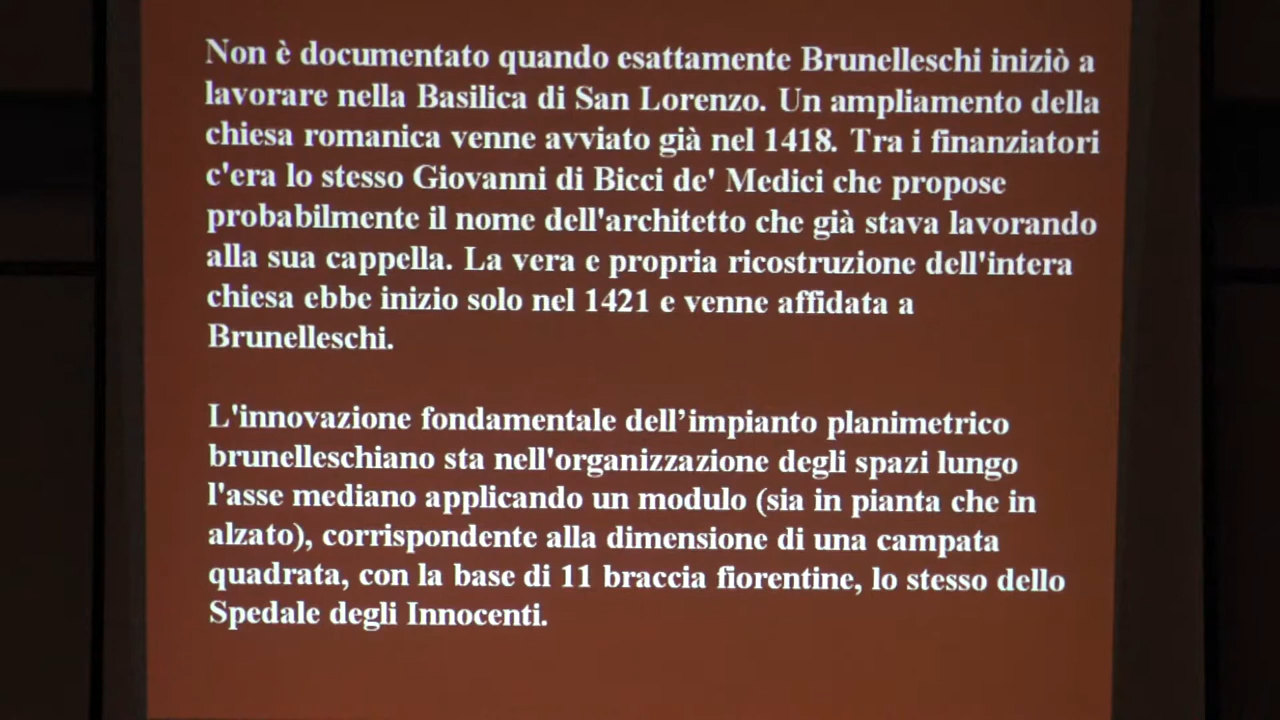 Non è documentato quando esattamente Brunelleschi iniziò a
lavorare nella Basilica di San Lorenzo. Un ampliamento della
chiesa romanica venne avviato già nel 1418. Tra i finanziatori
c'era lo stesso Giovanni di Bicci de' Medici che propose
probabilmente il nome dell'architetto che già stava lavorando
alla sua cappella. La vera e propria ricostruzione dell'intera
chiesa ebbe inizio solo nel 1421 e venne affidata a
Brunelleschi.
L'innovazione fondamentale dell’impianto planimetrico
brunelleschiano sta nell'organizzazione degli spazi lungo
l'asse mediano applicando un modulo (sia in pianta che in
alzato), corrispondente alla dimensione di una campata
quadrata, con la base di 11 braccia fiorentine, lo stesso dello
Spedale degli Innocenti.